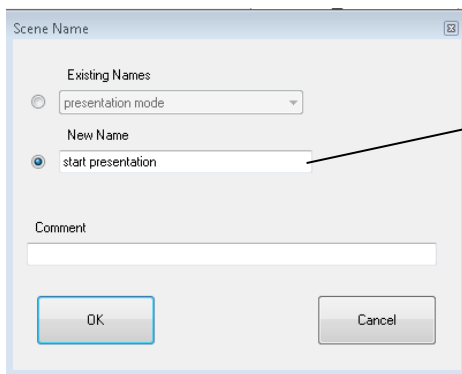 Scene Name
Existing Names
presentation mode
New Name
start presentation
Comment
OK
Cancel